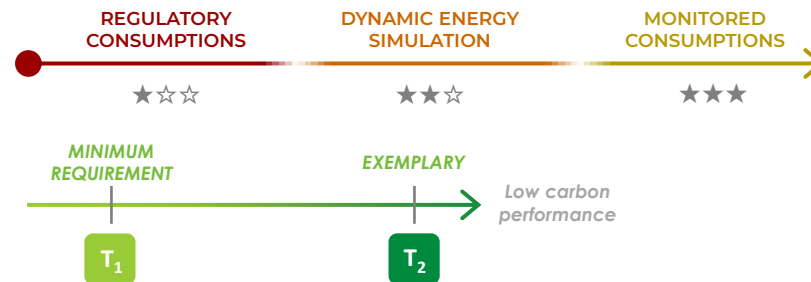 REGULATORY
CONSUMPTIONS
DYNAMIC ENERGY
SIMULATION
MONITORED
CONSUMPTIONS
★☆☆
★★☆
★★★
MINIMUM
REQUIREMENT
EXEMPLARY
Low carbon
performance
T₁
T₂